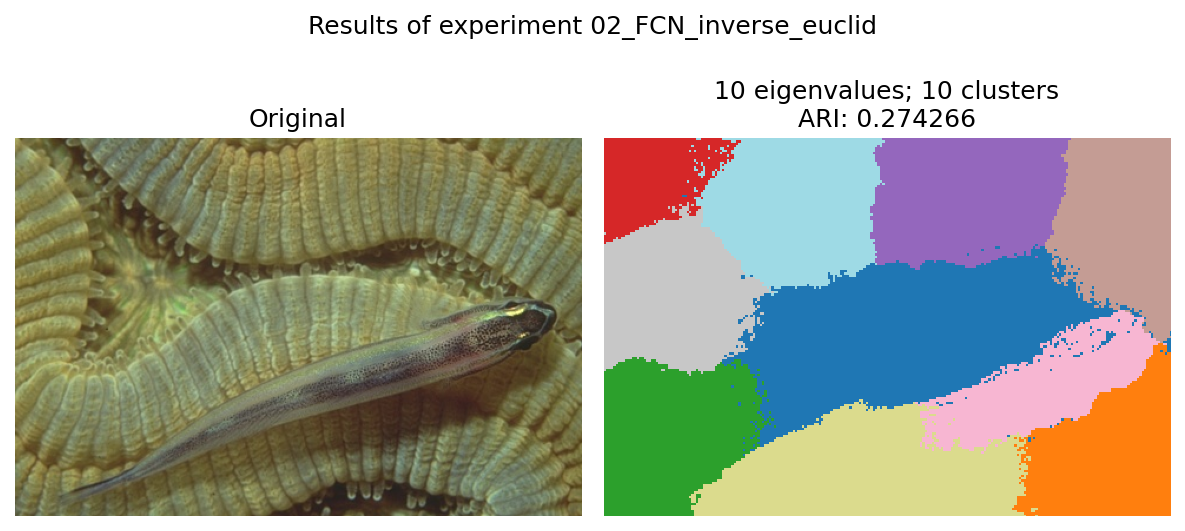 Results of experiment 02_FCN_inverse_euclid
Original
10 eigenvalues; 10 clusters
ARI: 0.274266